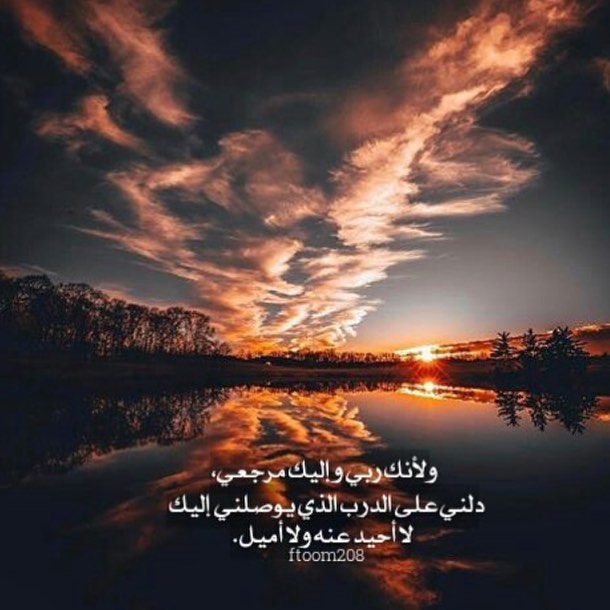 ولأنك ربي وإليك مرجعي،
دلني على الدرب الذي يوصلني إليك
لا أحيد عنه ولا أميل.
ftoom208